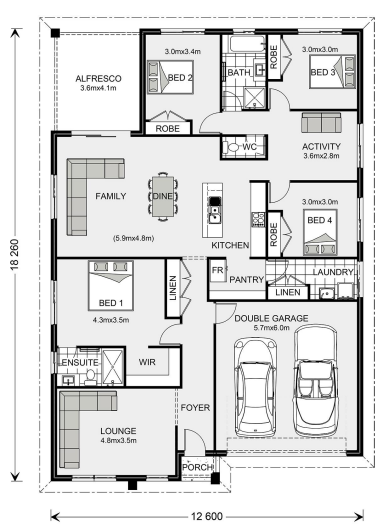 3.0mx3.4m
BED 2
BATH
ROBE
3.0mx3.0m
BED 3
ALFRESCO
3.6mx4.1m
ROBE
WC
ACTIVITY
3.6mx2.8m
FAMILY
DINE
3.0mx3.0m
BED 4
ROBE
(5.9mx4.8m)
KITCHEN
18 260
FR
PANTRY
LAUNDRY
LINEN
LINEN
BED 1
4.3mx3.5m
DOUBLE GARAGE
5.7mx6.0m
ENSUITE
WIR
FOYER
LOUNGE
4.8mx3.5m
PORCH
12 600